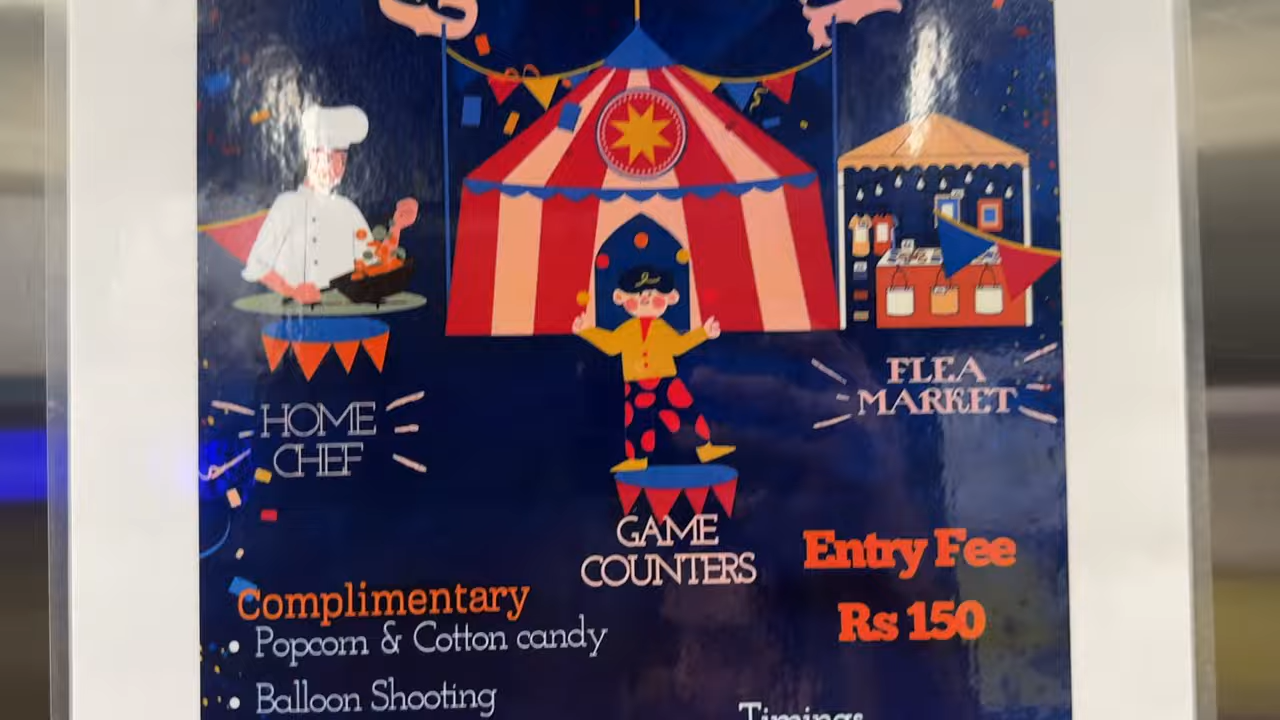 HOME
CHEF
FLEA
MARKET
GAME
COUNTERS
Entry Fee
Rs 150
Complimentary
• Popcorn & Cotton candy
• Balloon Shooting
Timings